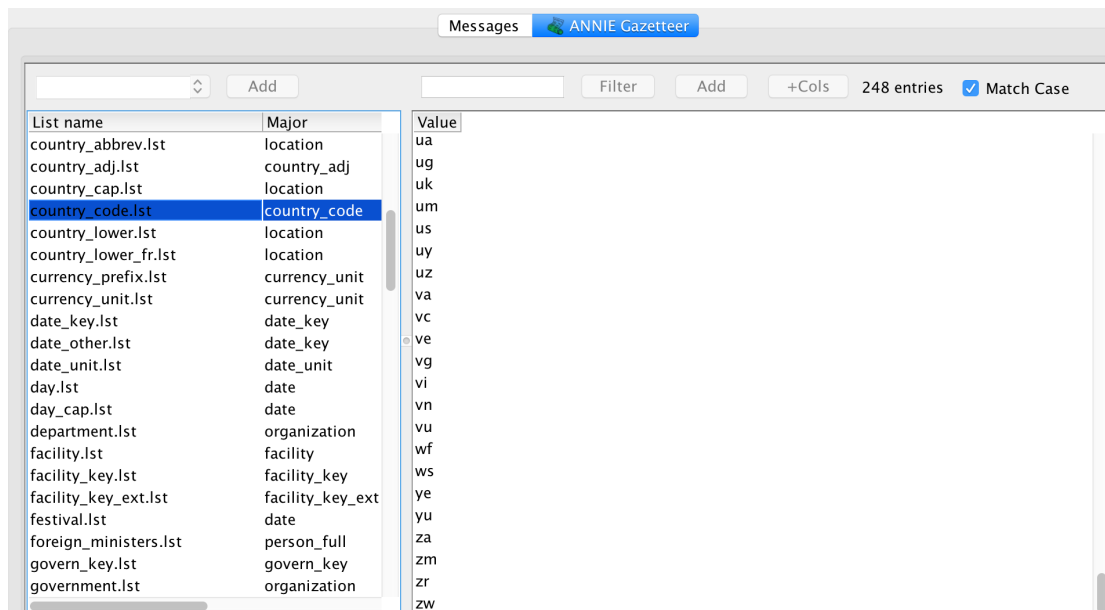 Messages ANNIE Gazetteer
Add Filter Add +Cols 248 entries Match Case
List name Major
country_abbrev.lst location
country_adj.lst country_adj
country_cap.lst location
country_code.lst country_code
country_lower.lst location
country_lower_fr.lst location
currency_prefix.lst currency_unit
currency_unit.lst currency_unit
date_key.lst date_key
date_other.lst date_key
date_unit.lst date_unit
day.lst date
day_cap.lst date
department.lst organization
facility.lst facility
facility_key.lst facility_key
facility_key_ext.lst facility_key_ext
festival.lst date
foreign_ministers.lst person_full
govern_key.lst govern_key
government.lst organization
Value
ua
ug
uk
um
us
uy
uz
va
vc
ve
vg
vi
vn
vu
wf
ws
ye
yu
za
zm
zr
zw